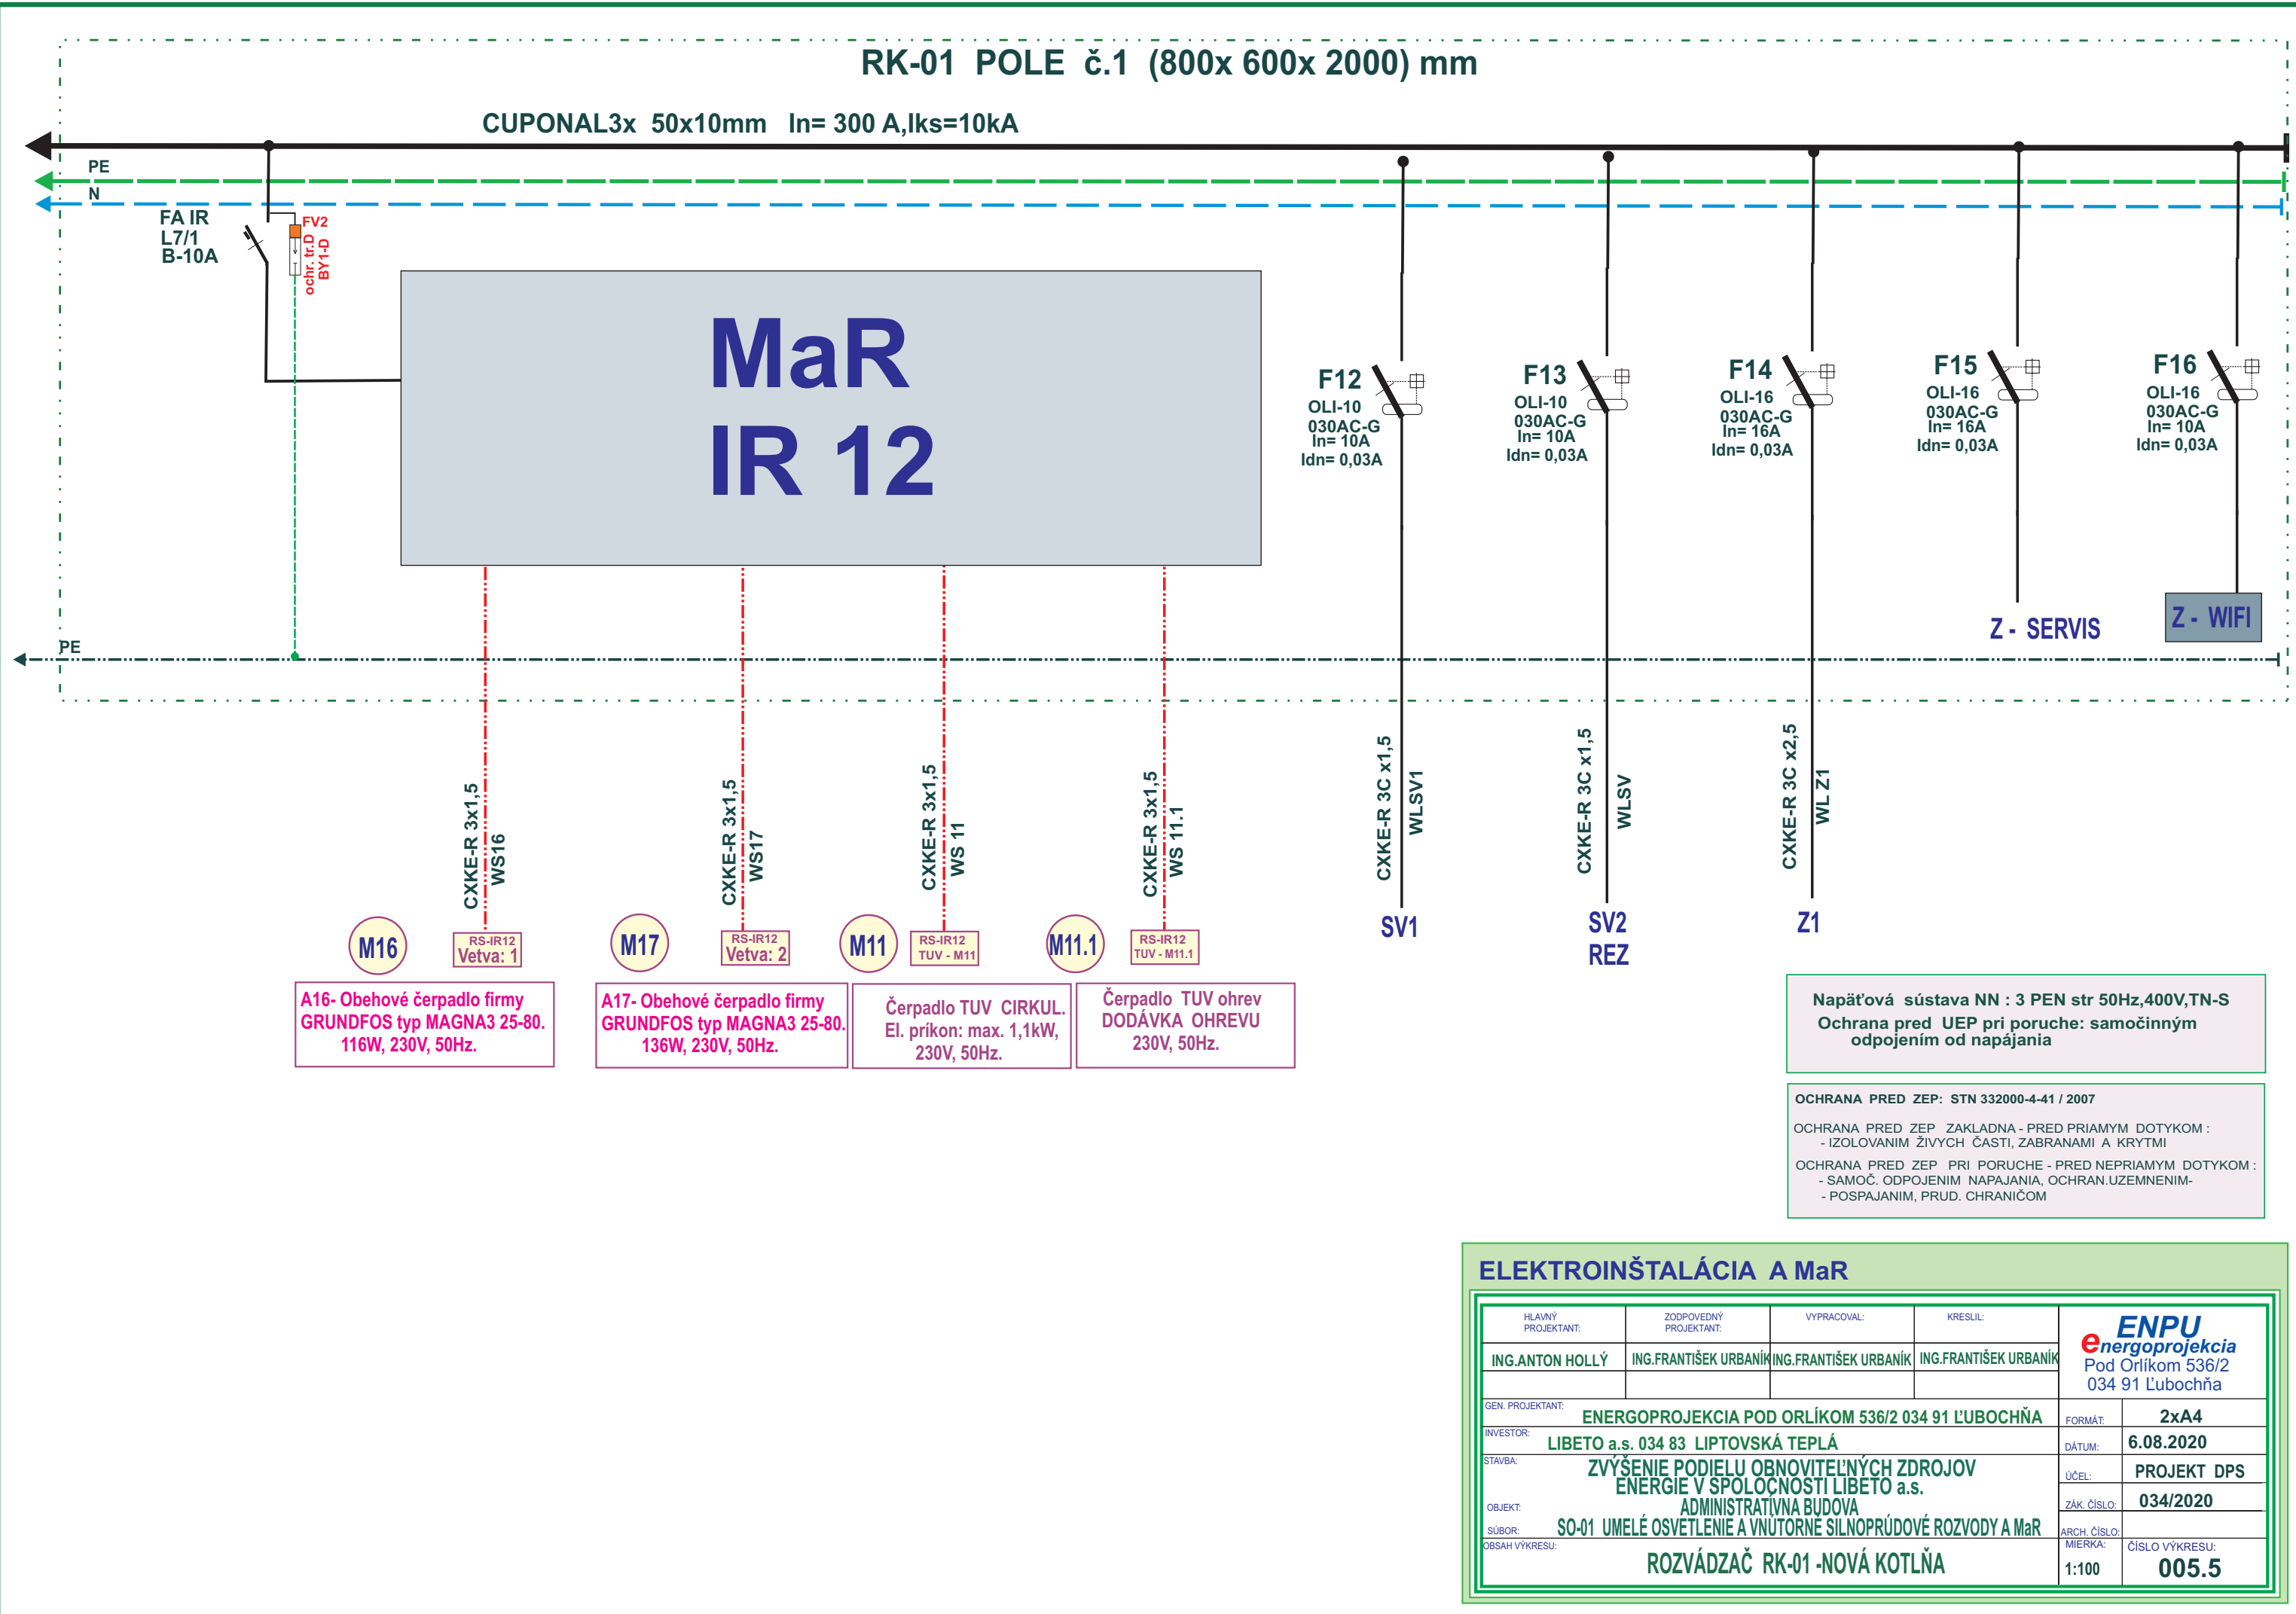 RK-01 POLE č.1 (800x 600x 2000) mm
CUPONAL3x 50x10mm In= 300 A,Iks=10kA
PE
N
FA IR
L7/1
B-10A
FV2
ochr. tr.D
BY1-D
MaR
IR 12
F12
OLI-10
030AC-G
In= 10A
Idn= 0,03A
F13
OLI-10
030AC-G
In= 10A
Idn= 0,03A
F14
OLI-16
030AC-G
In= 16A
Idn= 0,03A
F15
OLI-16
030AC-G
In= 16A
Idn= 0,03A
F16
OLI-16
030AC-G
In= 10A
Idn= 0,03A
Z - SERVIS
Z - WIFI
PE
CXKE-R 3x1,5
WS16
CXKE-R 3x1,5
WS17
CXKE-R 3x1,5
WS 11
CXKE-R 3x1,5
WS 11.1
CXKE-R 3C x1,5
WLSV1
CXKE-R 3C x1,5
WLSV
CXKE-R 3C x2,5
WL Z1
M16
RS-IR12
Vetva: 1
M17
RS-IR12
Vetva: 2
M11
RS-IR12
TUV - M11
M11.1
RS-IR12
TUV - M11.1
SV1
SV2
REZ
Z1
A16- Obehové čerpadlo firmy
GRUNDFOS typ MAGNA3 25-80.
116W, 230V, 50Hz.
A17- Obehové čerpadlo firmy
GRUNDFOS typ MAGNA3 25-80.
136W, 230V, 50Hz.
Čerpadlo TUV CIRKUL.
El. príkon: max. 1,1kW,
230V, 50Hz.
Čerpadlo TUV ohrev
DODÁVKA OHREVU
230V, 50Hz.
Napäťová sústava NN : 3 PEN str 50Hz,400V,TN-S
Ochrana pred UEP pri poruche: samočinným
odpojením od napájania
OCHRANA PRED ZEP: STN 332000-4-41 / 2007
OCHRANA PRED ZEP ZAKLADNA - PRED PRIAMYM DOTYKOM :
- IZOLOVANIM ŽIVYCH ČASTI, ZABRANAMI A KRYTMI
OCHRANA PRED ZEP PRI PORUCHE - PRED NEPRIAMYM DOTYKOM :
- SAMOČ. ODPOJENIM NAPAJANIA, OCHRAN.UZEMNENIM-
- POSPAJANIM, PRUD. CHRANIČOM
ELEKTROINŠTALÁCIA A MaR
HLAVNÝ
PROJEKTANT:
ZODPOVEDNÝ
PROJEKTANT:
VYPRACOVAL:
KRESLIL:
ING.ANTON HOLLÝ
ING.FRANTIŠEK URBANÍK
ING.FRANTIŠEK URBANÍK
ING.FRANTIŠEK URBANÍK
ENPU
energoprojekcia
Pod Orlíkom 536/2
034 91 Ľubochňa
GEN. PROJEKTANT:
ENERGOPROJEKCIA POD ORLÍKOM 536/2 034 91 ĽUBOCHŇA
FORMÁT:
2xA4
INVESTOR:
LIBETO a.s. 034 83 LIPTOVSKÁ TEPLÁ
DÁTUM:
6.08.2020
STAVBA:
ZVÝŠENIE PODIELU OBNOVITEĽNÝCH ZDROJOV
ENERGIE V SPOLOČNOSTI LIBETO a.s.
ÚČEL:
PROJEKT DPS
OBJEKT:
ADMINISTRATÍVNA BUDOVA
ZÁK. ČÍSLO:
034/2020
SÚBOR:
SO-01 UMELÉ OSVETLENIE A VNÚTORNÉ SILNOPRÚDOVÉ ROZVODY A MaR
ARCH. ČÍSLO:
OBSAH VÝKRESU:
ROZVÁDZAČ RK-01 -NOVÁ KOTLŇA
MIERKA:
1:100
ČÍSLO VÝKRESU:
005.5